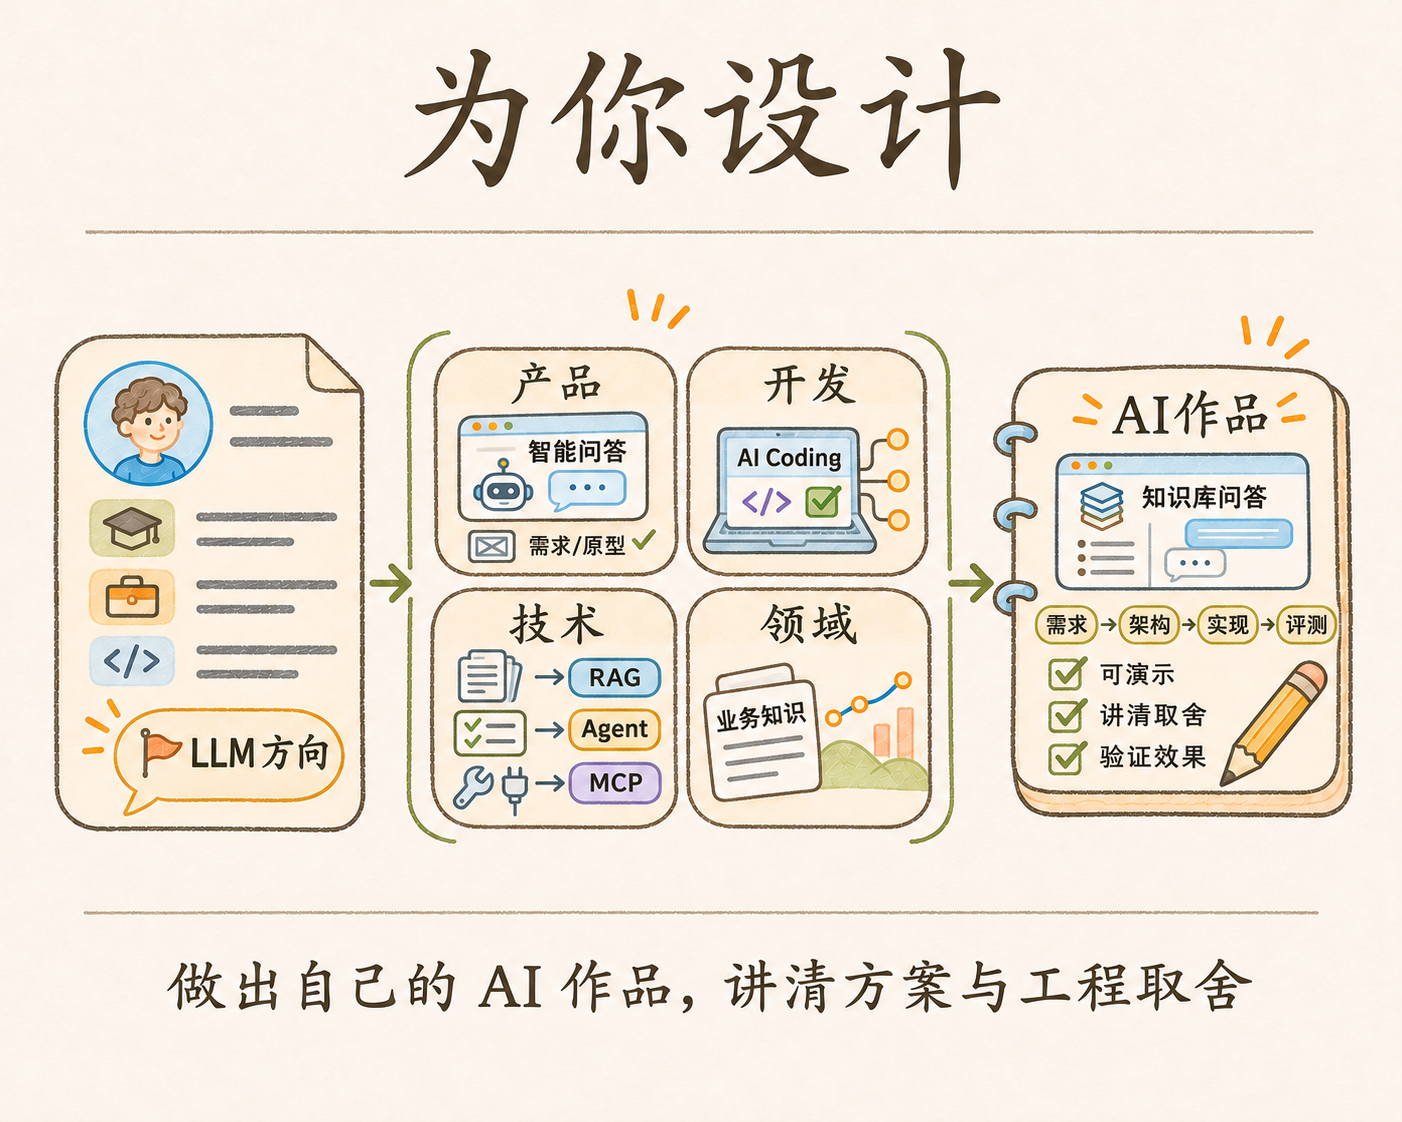 为你设计
LLM 方向
产品
智能问答
需求/原型
开发
AI Coding
</>
技术
RAG
Agent
MCP
领域
业务知识
AI作品
知识库问答
需求 → 架构 → 实现 → 评测
可演示
讲清取舍
验证效果
做出自己的 AI 作品，讲清方案与工程取舍